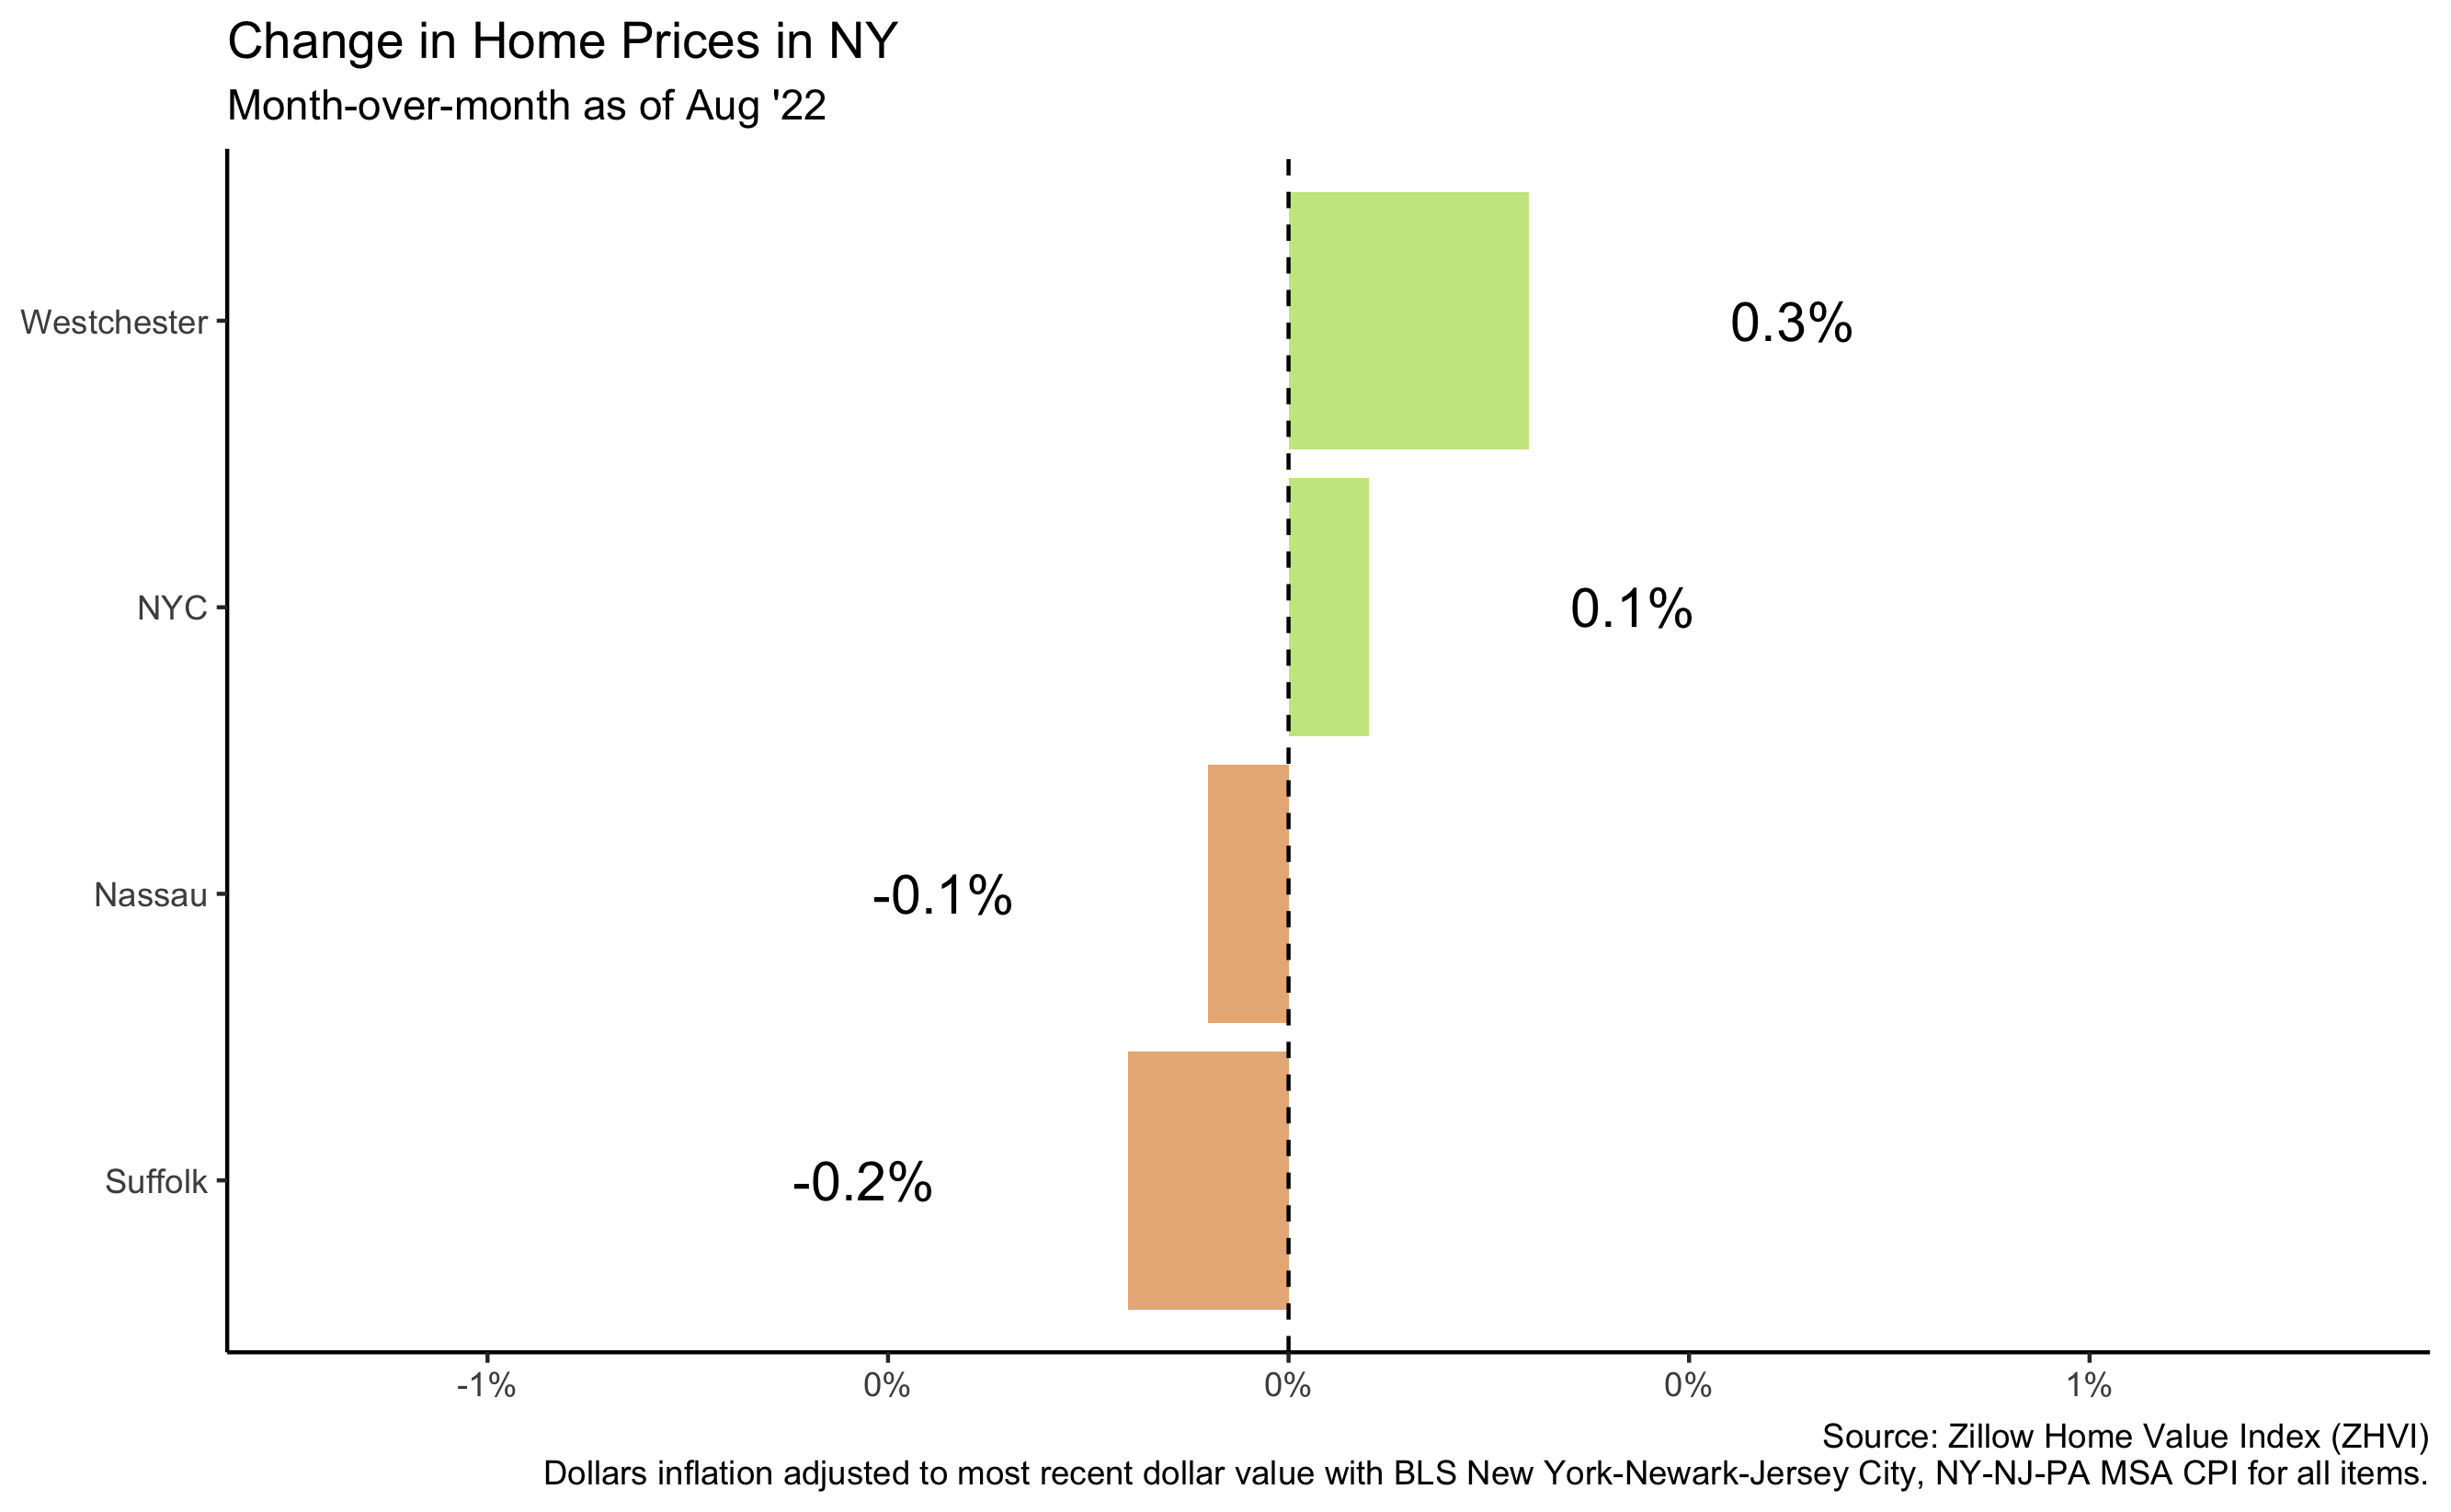 Change in Home Prices in NY
Month-over-month as of Aug '22
Westchester
0.3%
NYC
0.1%
Nassau
-0.1%
Suffolk
-0.2%
-1%
0%
0%
0%
1%
Source: Zillow Home Value Index (ZHVI)
Dollars inflation adjusted to most recent dollar value with BLS New York-Newark-Jersey City, NY-NJ-PA MSA CPI for all items.